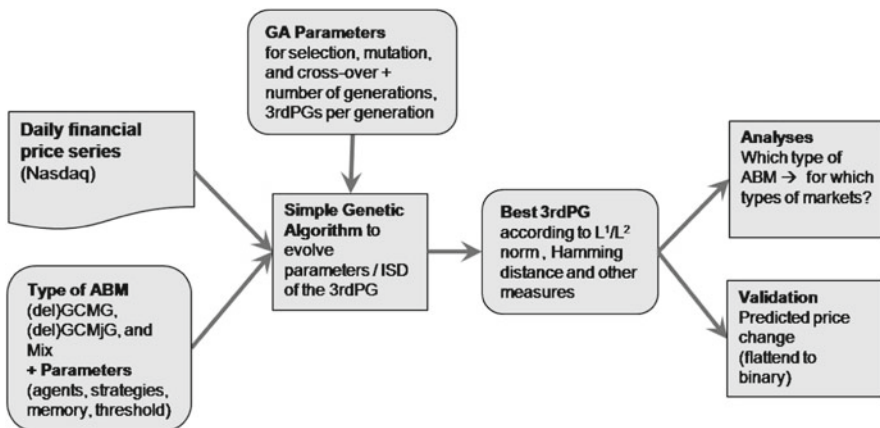 GA Parameters
for selection, mutation,
and cross-over +
number of generations,
3rdPGs per generation
Daily financial
price series
(Nasdaq)
Type of ABM
(del)GCMG,
(del)GCMjG, and
Mix
+ Parameters
(agents, strategies,
memory, threshold)
Simple Genetic
Algorithm to
evolve
parameters / ISD
of the 3rdPG
Best 3rdPG
according to L¹/L²
norm , Hamming
distance and other
measures
Analyses
Which type of
ABM → for which
types of markets?
Validation
Predicted price
change
(flattend to
binary)